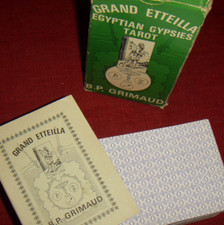 GRAND ETTEILLA
EGYPTIAN GYPSIES
TAROT
B.P. GRIMAUD
GRAND ETTEILLA
B.P. GRIMAUD